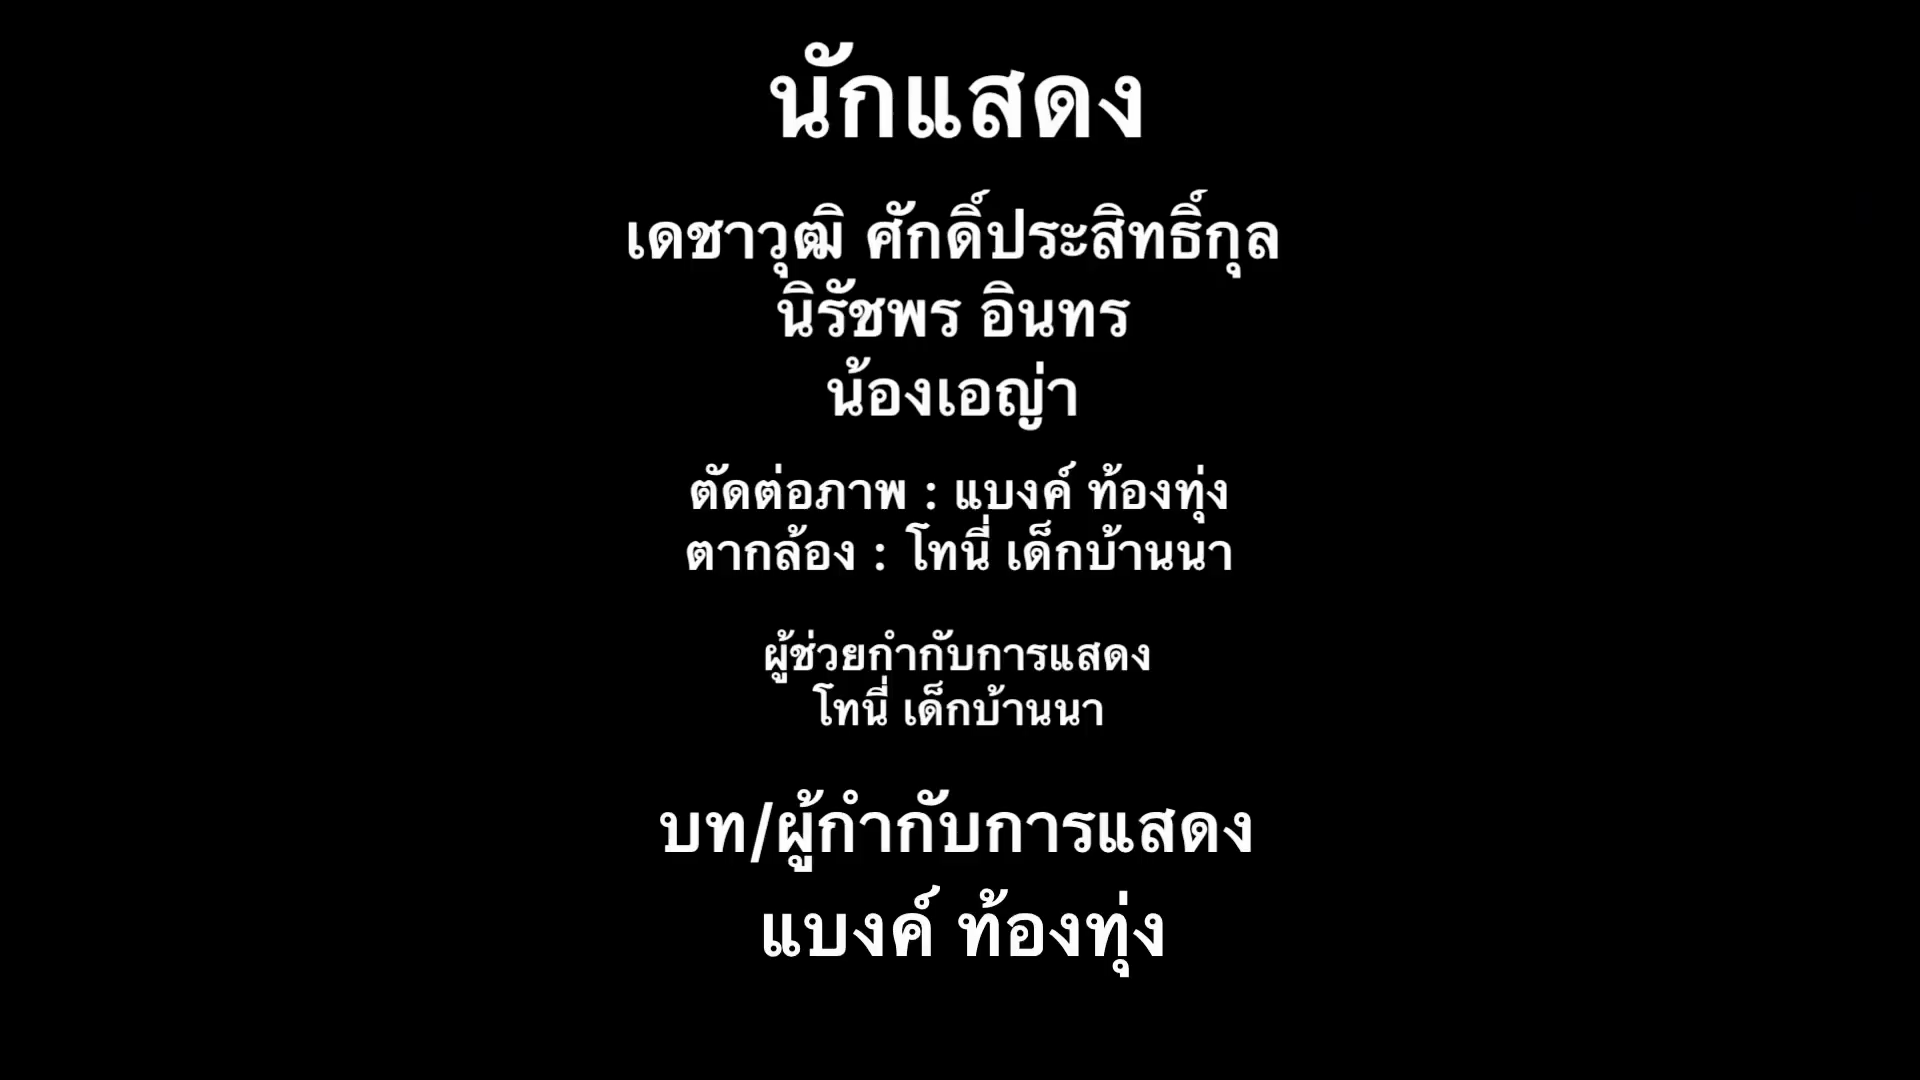 นักแสดง
เดชาวุฒิ ศักดิ์ประสิทธิ์กุล
นิรัชพร อินทร
น้องเอญ่า
ตัดต่อภาพ : แบงค์ ท้องทุ่ง
ตากล้อง : โทนี่ เด็กบ้านนา
ผู้ช่วยกำกับการแสดง
โทนี่ เด็กบ้านนา
บท/ผู้กำกับการแสดง
แบงค์ ท้องทุ่ง